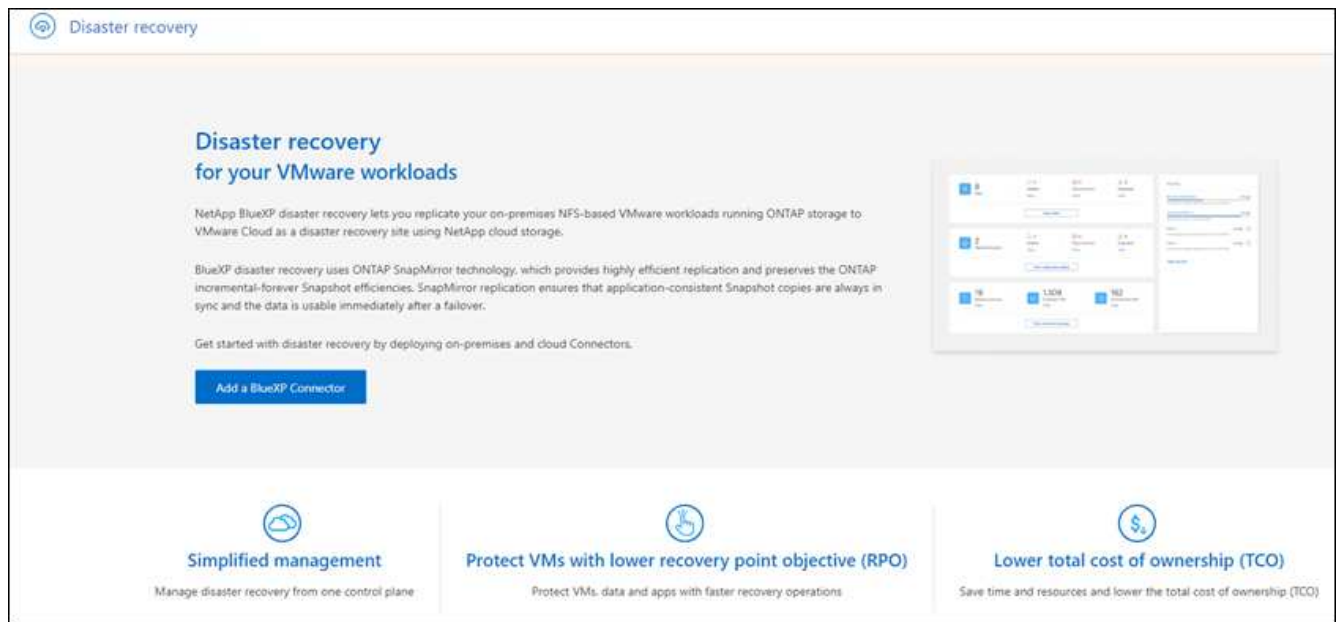 Disaster recovery
Disaster recovery
for your VMware workloads
NetApp BlueXP disaster recovery lets you replicate your on-premises NFS-based VMware workloads running ONTAP storage to
VMware Cloud as a disaster recovery site using NetApp cloud storage.
BlueXP disaster recovery uses ONTAP SnapMirror technology, which provides highly efficient replication and preserves the ONTAP
incremental-forever Snapshot efficiencies. SnapMirror replication ensures that application-consistent Snapshot copies are always in
sync and the data is usable immediately after a failover.
Get started with disaster recovery by deploying on-premises and cloud Connectors.
Add a BlueXP Connector
Simplified management
Manage disaster recovery from one control plane
Protect VMs with lower recovery point objective (RPO)
Protect VMs, data and apps with faster recovery operations
Lower total cost of ownership (TCO)
Save time and resources and lower the total cost of ownership (TCO)